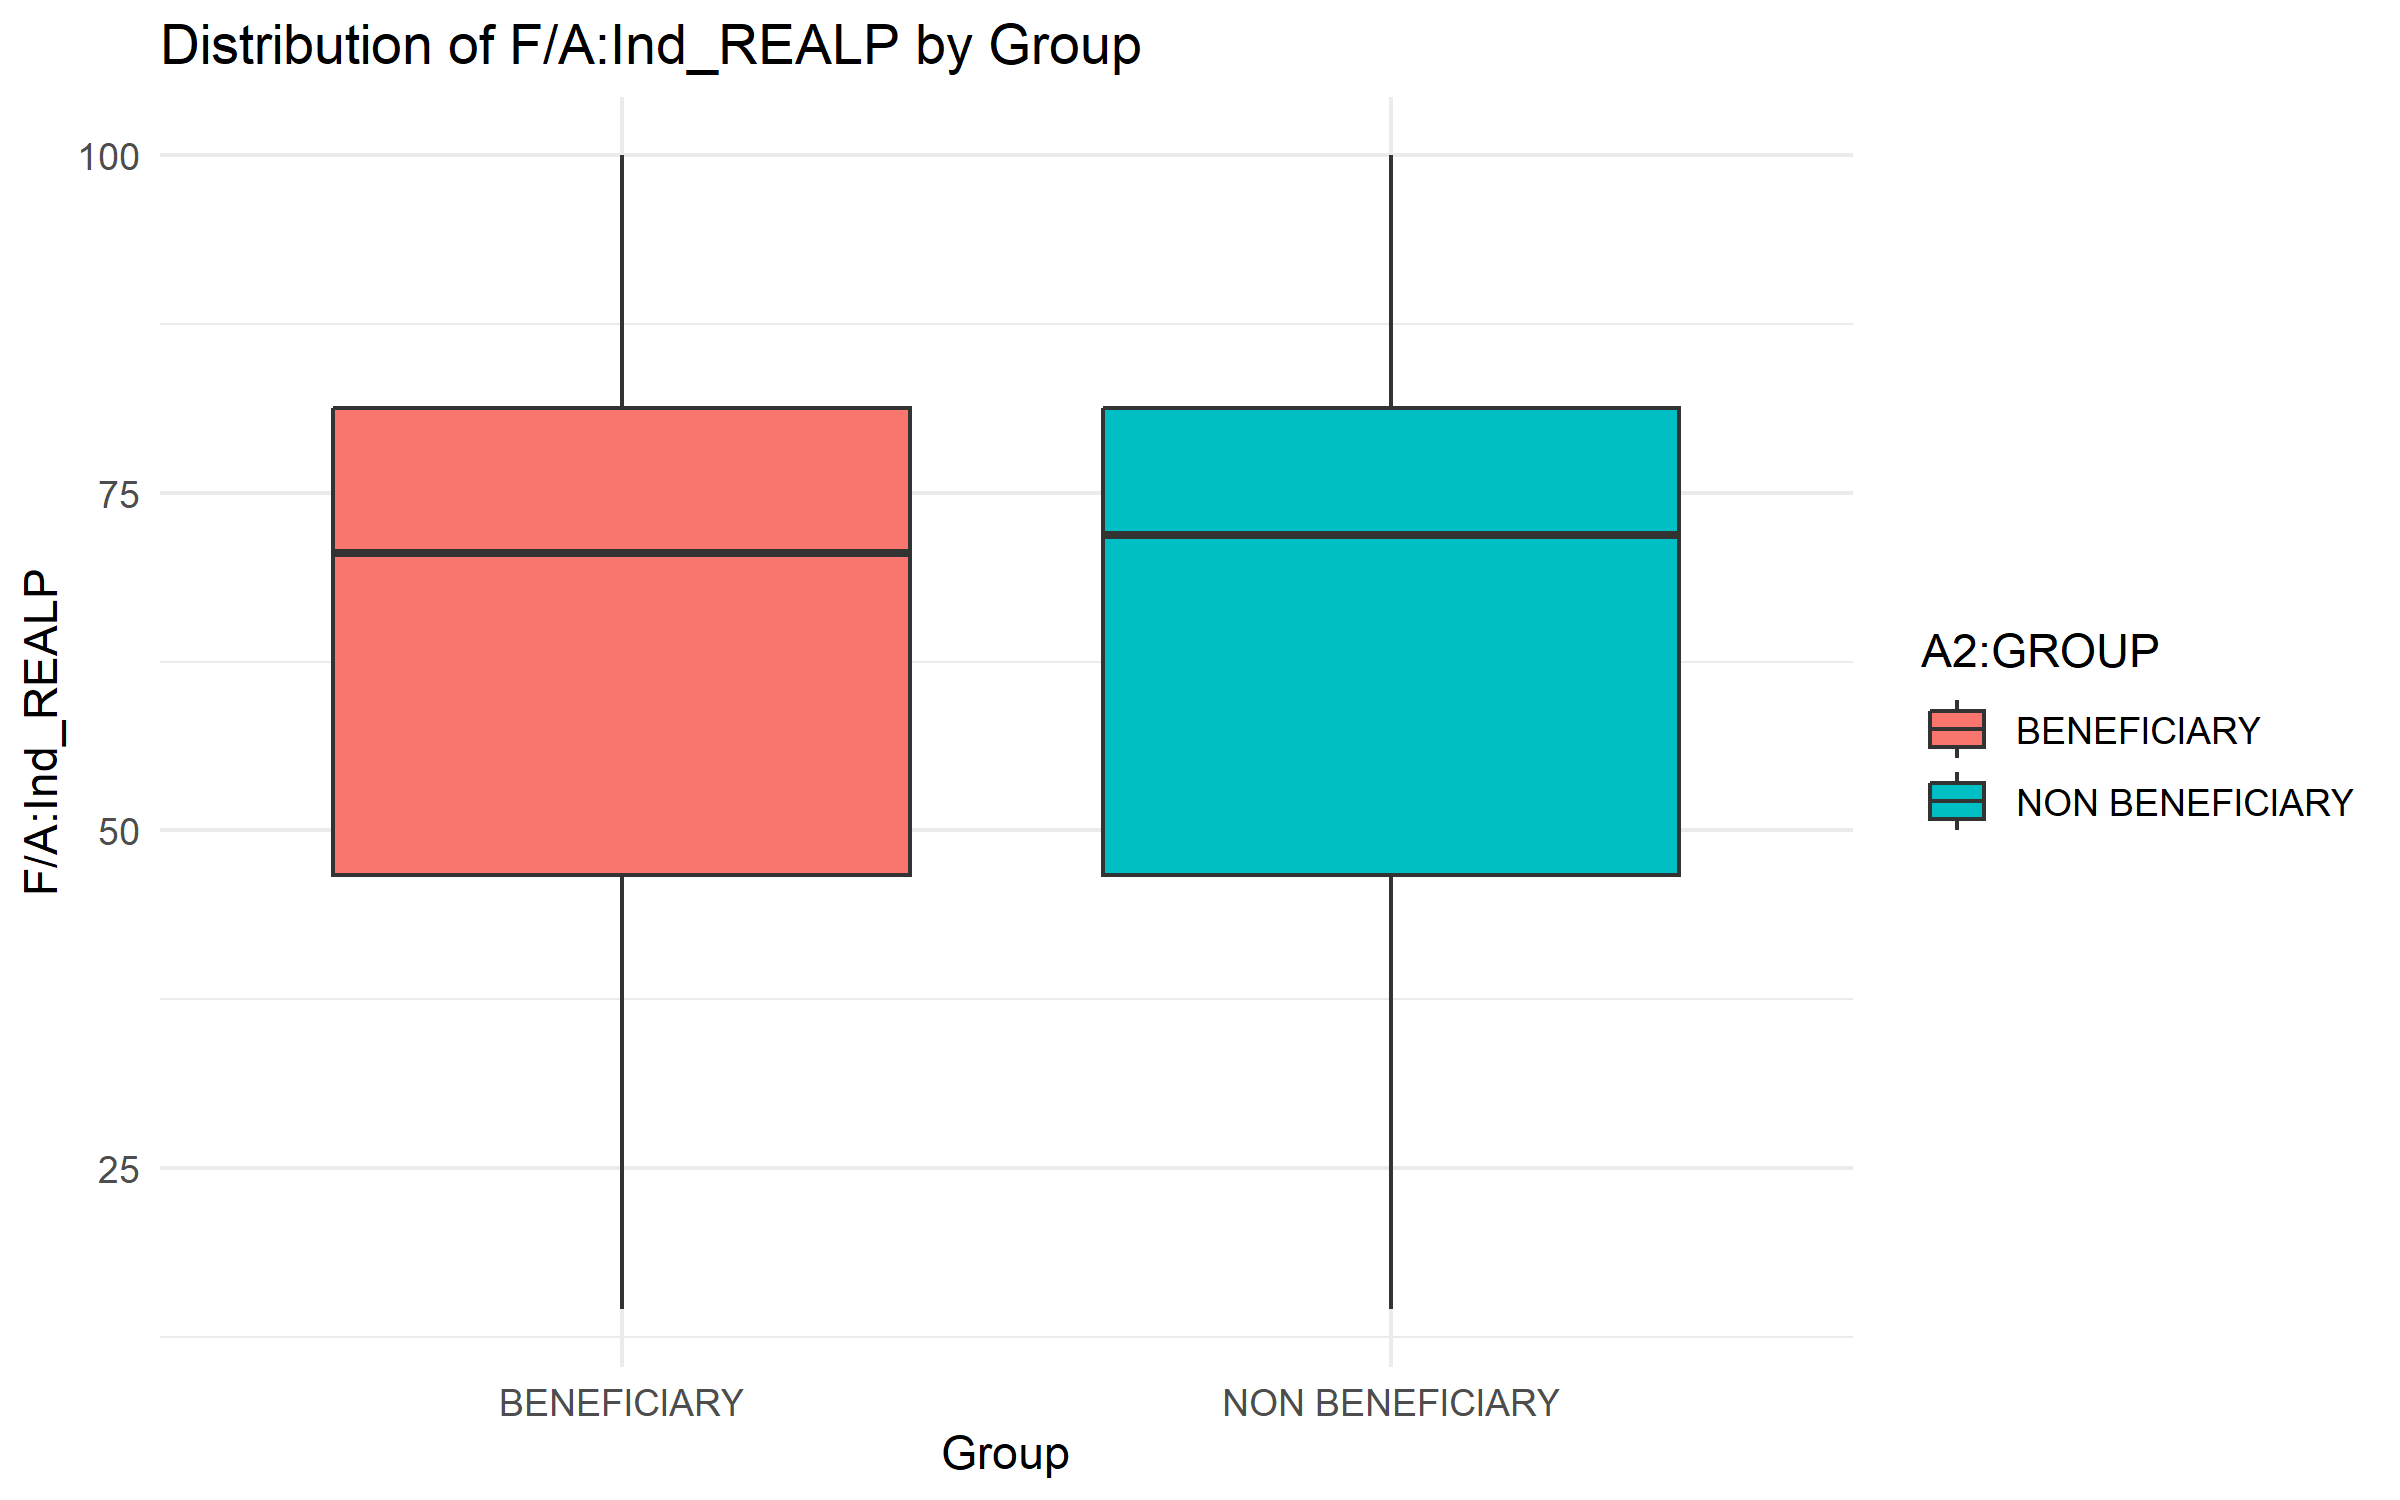 Distribution of F/A:Ind_REALP by Group
100
75
50
25
F/A:Ind_REALP
BENEFICIARY
NON BENEFICIARY
Group
A2:GROUP
BENEFICIARY
NON BENEFICIARY